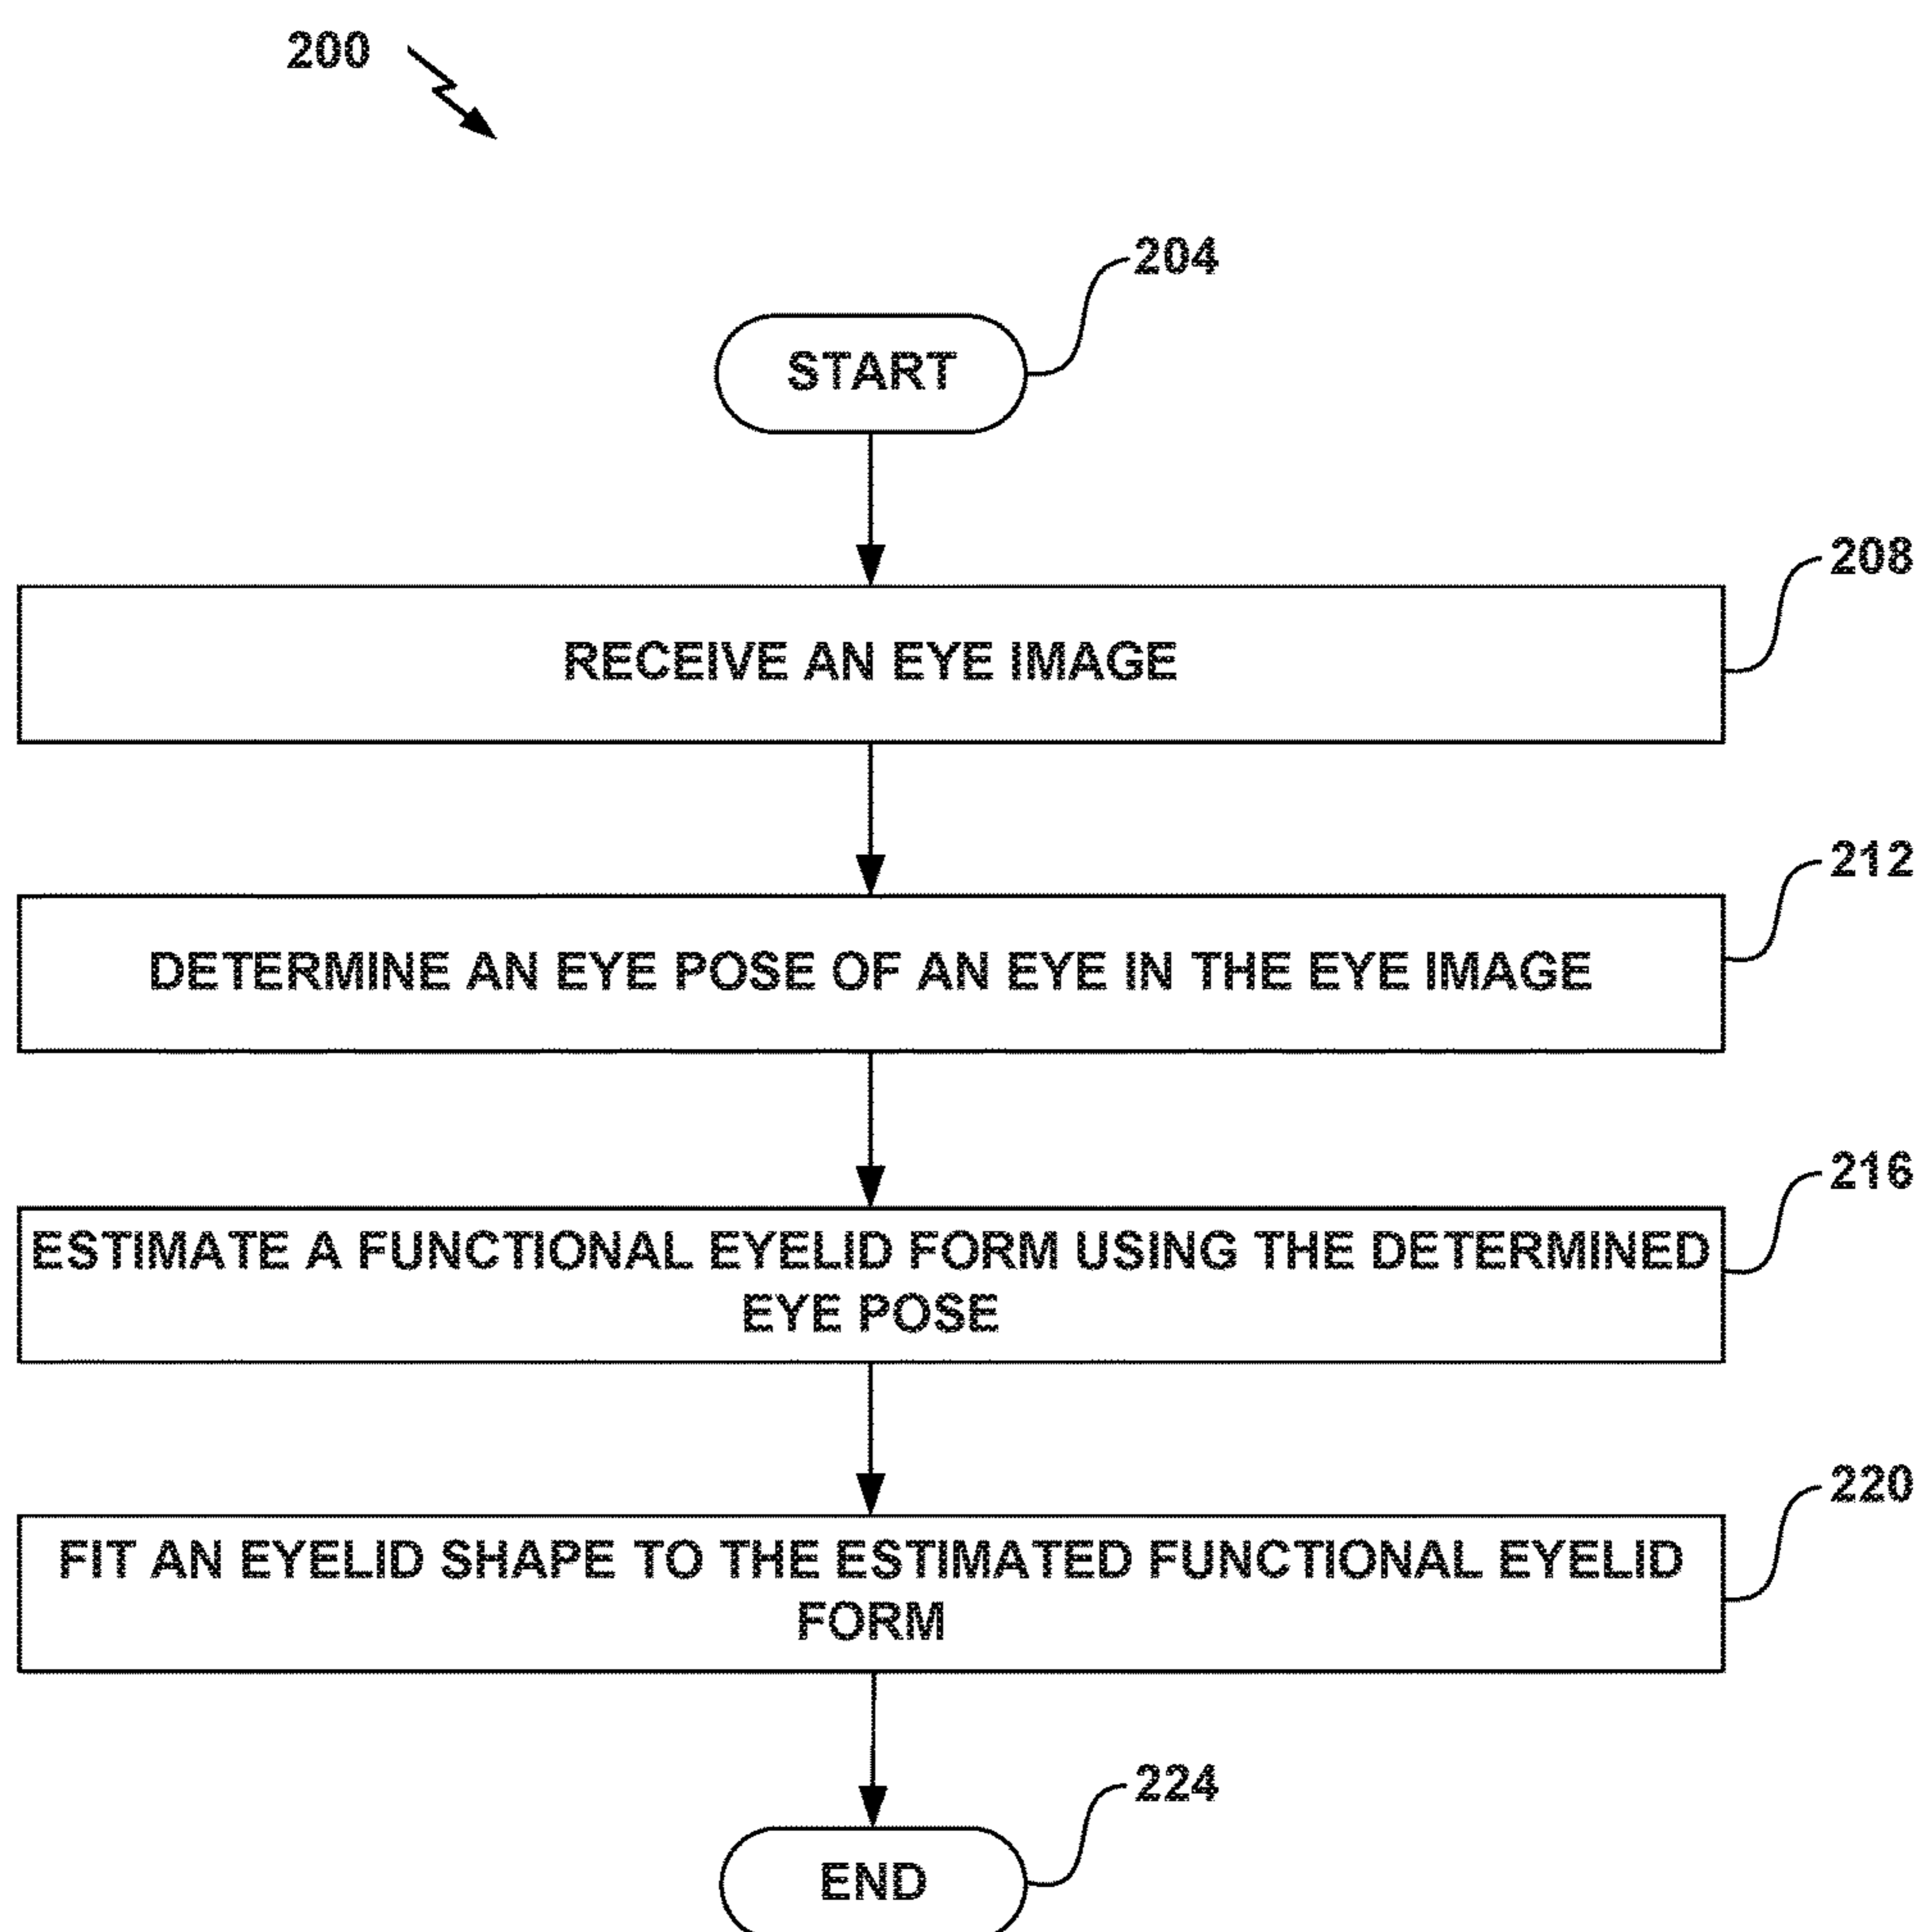 200
204
START
208
RECEIVE AN EYE IMAGE
212
DETERMINE AN EYE POSE OF AN EYE IN THE EYE IMAGE
216
ESTIMATE A FUNCTIONAL EYELID FORM USING THE DETERMINED
EYE POSE
220
FIT AN EYELID SHAPE TO THE ESTIMATED FUNCTIONAL EYELID
FORM
224
END